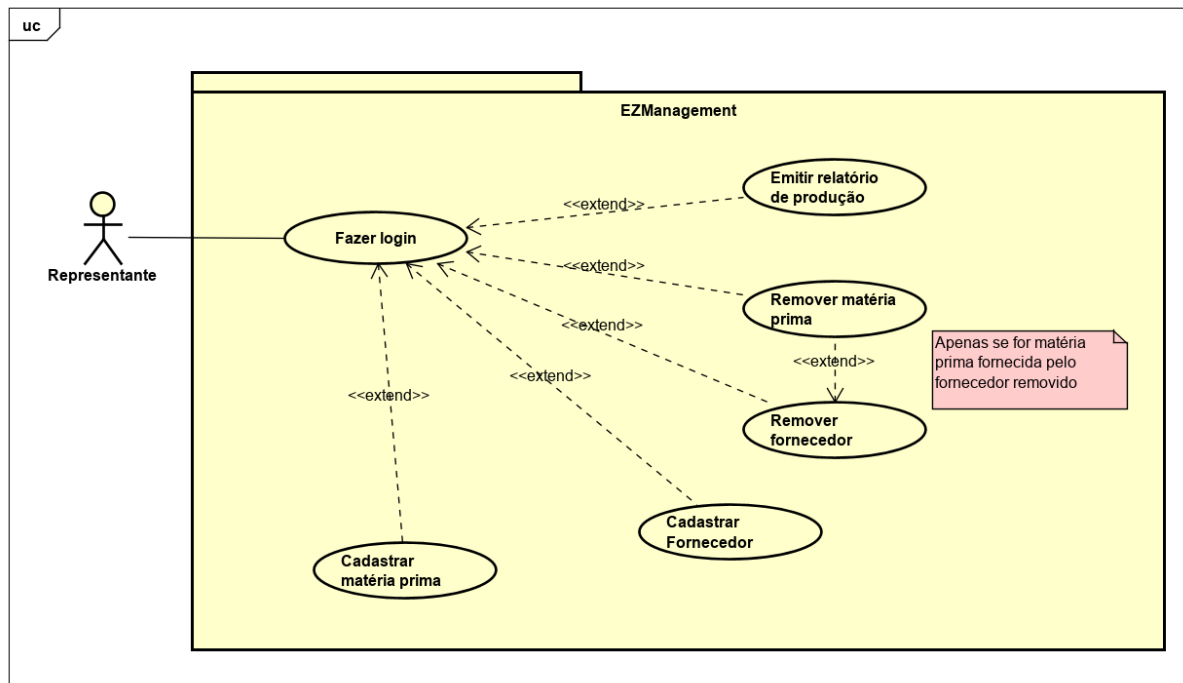 uc
EZManagement
Emitir relatório
de produção
<<extend>>
Fazer login
Representante
<<extend>>
Remover matéria
prima
<<extend>>
Apenas se for matéria
prima fornecida pelo
fornecedor removido
<<extend>>
<<extend>>
<<extend>>
Remover
fornecedor
Cadastrar
Fornecedor
Cadastrar
matéria prima